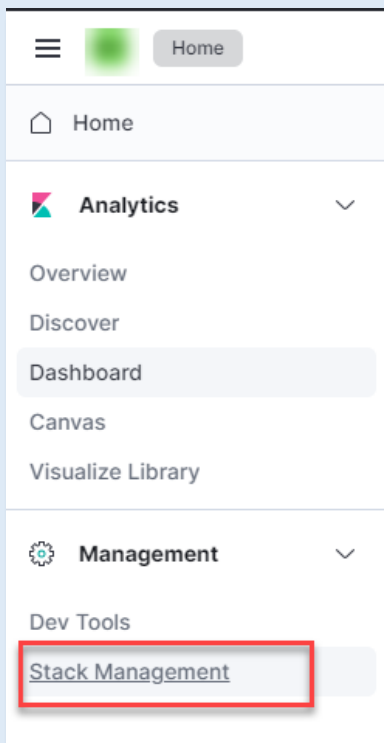 Home
Home
Analytics
Overview
Discover
Dashboard
Canvas
Visualize Library
Management
Dev Tools
Stack Management